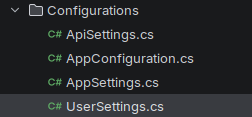 Configurations
C# ApiSettings.cs
C# AppConfiguration.cs
C# AppSettings.cs
C# UserSettings.cs